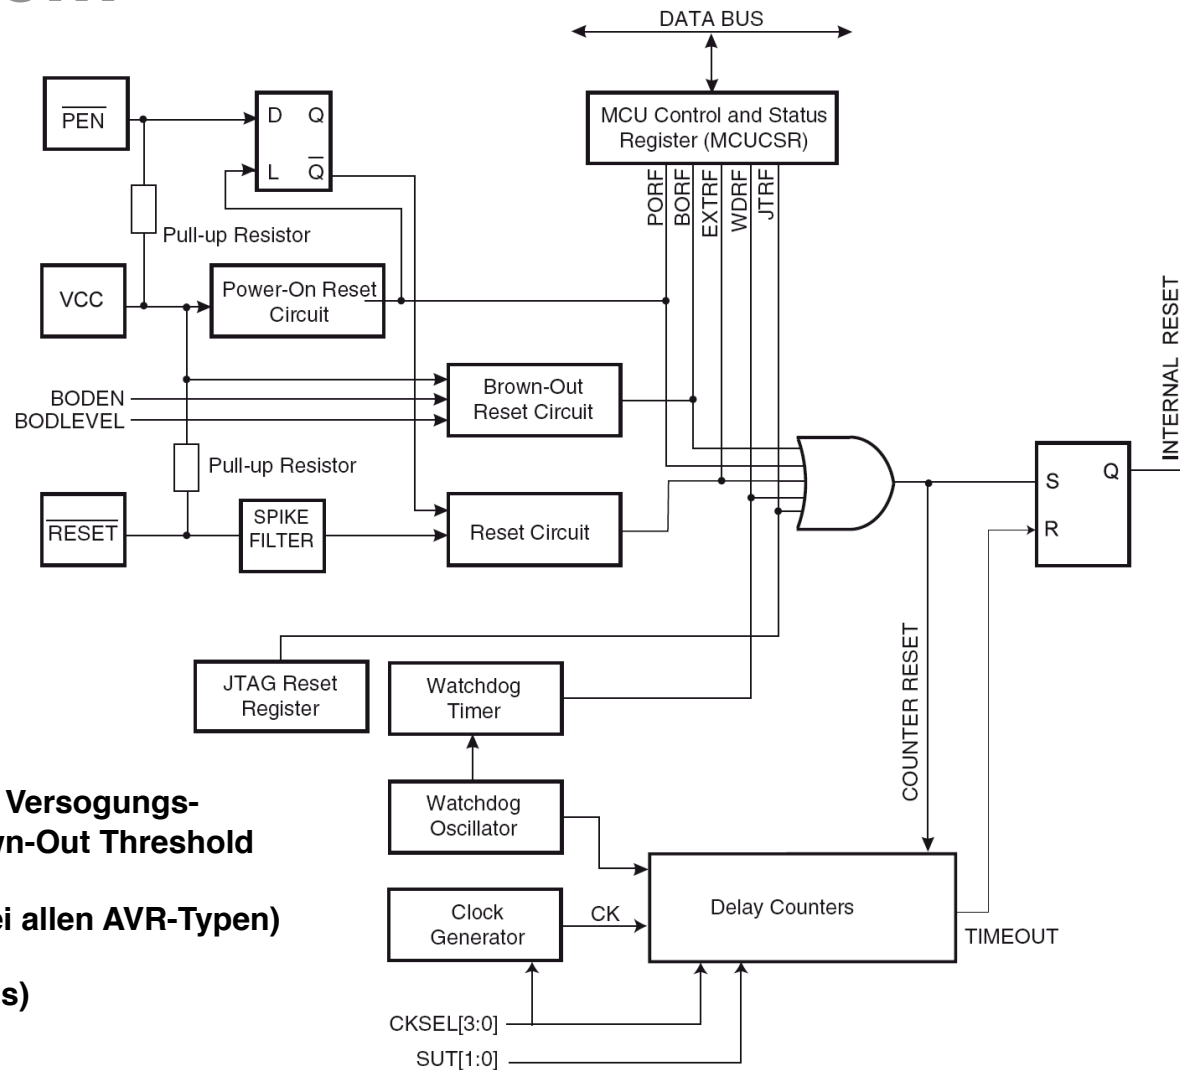 DATA BUS
PEN
D Q
L Q
MCU Control and Status
Register (MCUCSR)
PORF
BORF
EXTRF
WDRF
JTRF
Pull-up Resistor
VCC
Power-On Reset
Circuit
BODEN
BODLEVEL
Brown-Out
Reset Circuit
Pull-up Resistor
RESET
SPIKE
FILTER
Reset Circuit
S Q
R
INTERNAL RESET
JTAG Reset
Register
Watchdog
Timer
COUNTER RESET
Watchdog
Oscillator
Versogungs-
wn-Out Threshold
ei allen AVR-Typen)
s)
Clock
Generator
CK
Delay Counters
TIMEOUT
CKSEL[3:0]
SUT[1:0]